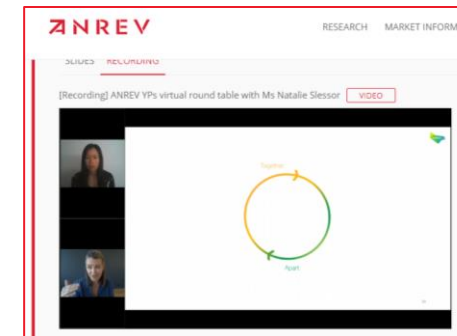 ANREV
RESEARCH MARKET INFORM
SLIDES RECORDING
[Recording] ANREV YPs virtual round table with Ms Natalie Slessor VIDEO
Together
Apart